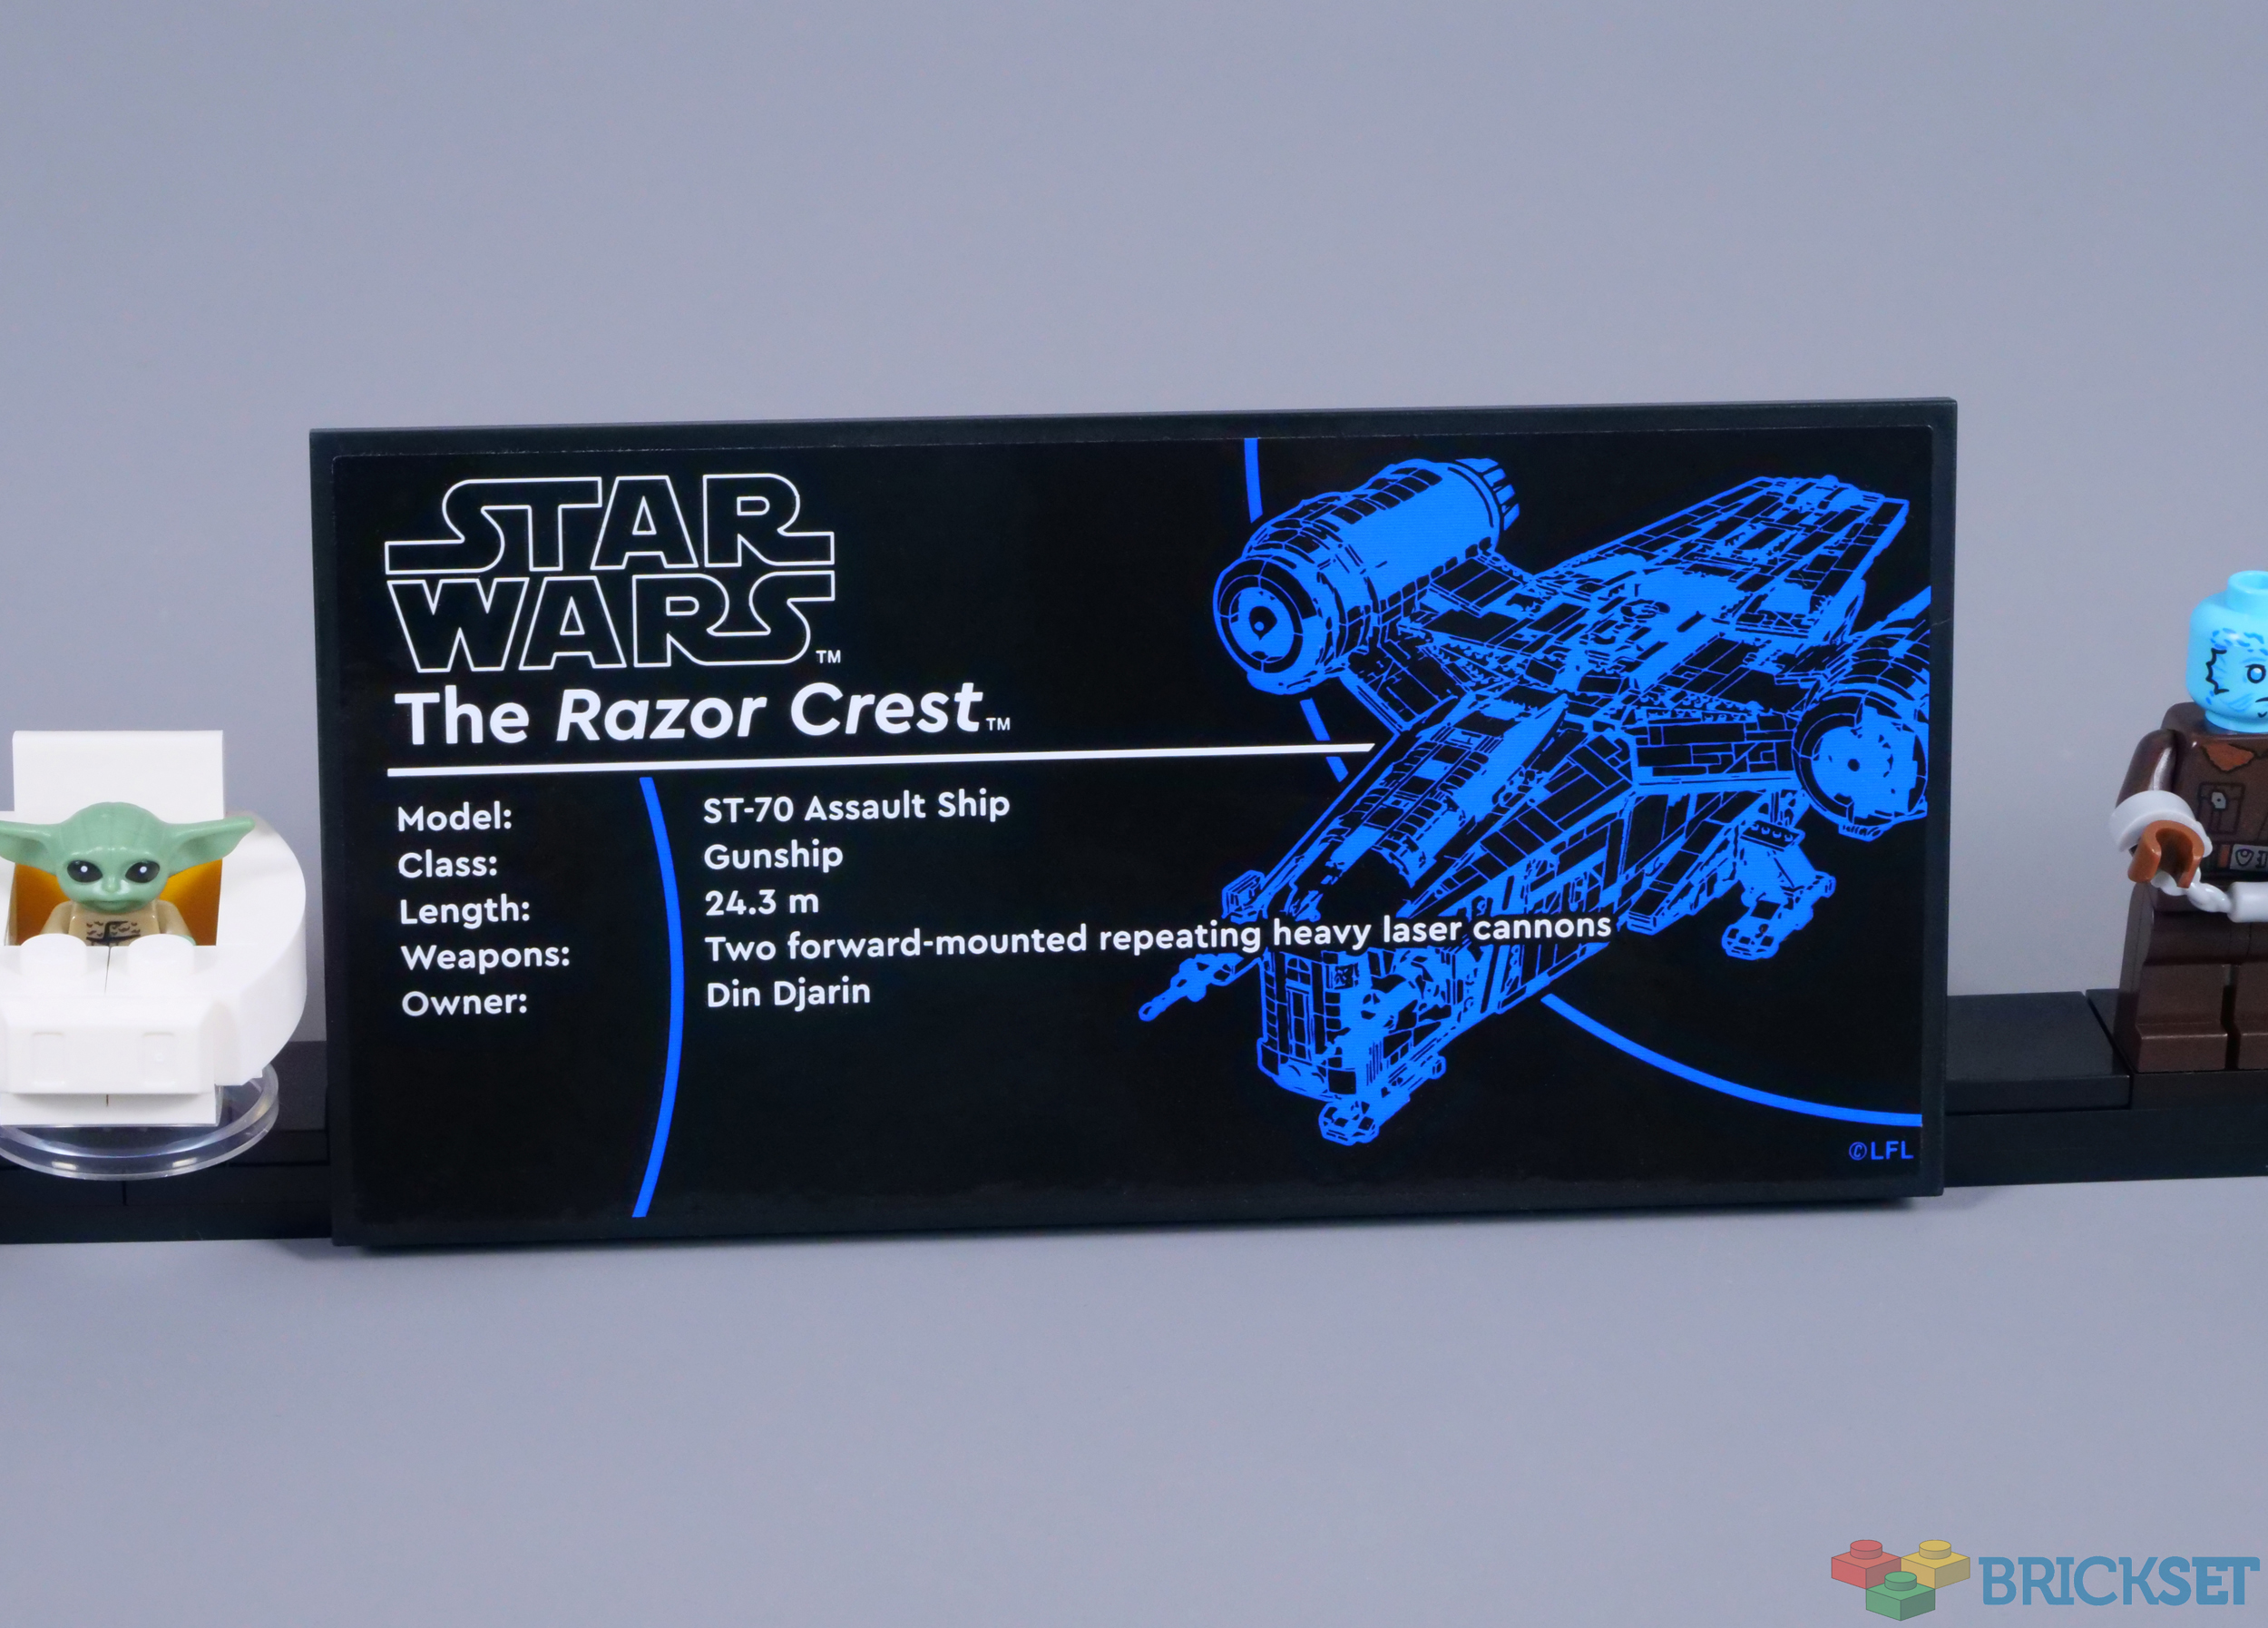 STAR
WARS™
The Razor Crest™
Model: ST-70 Assault Ship
Class: Gunship
Length: 24.3 m
Weapons: Two forward-mounted repeating heavy laser cannons
Owner: Din Djarin
©LFL
BRICKSET